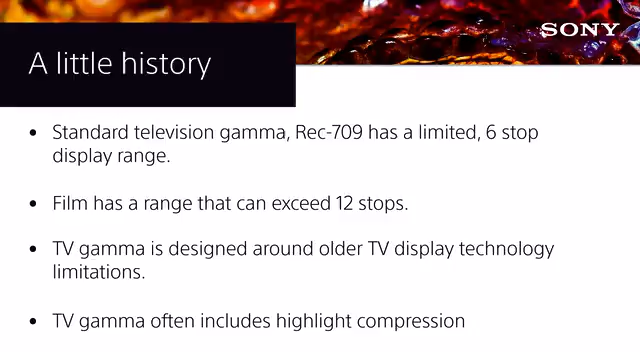 SONY
A little history
• Standard television gamma, Rec-709 has a limited, 6 stop
display range.
• Film has a range that can exceed 12 stops.
• TV gamma is designed around older TV display technology
limitations.
• TV gamma often includes highlight compression